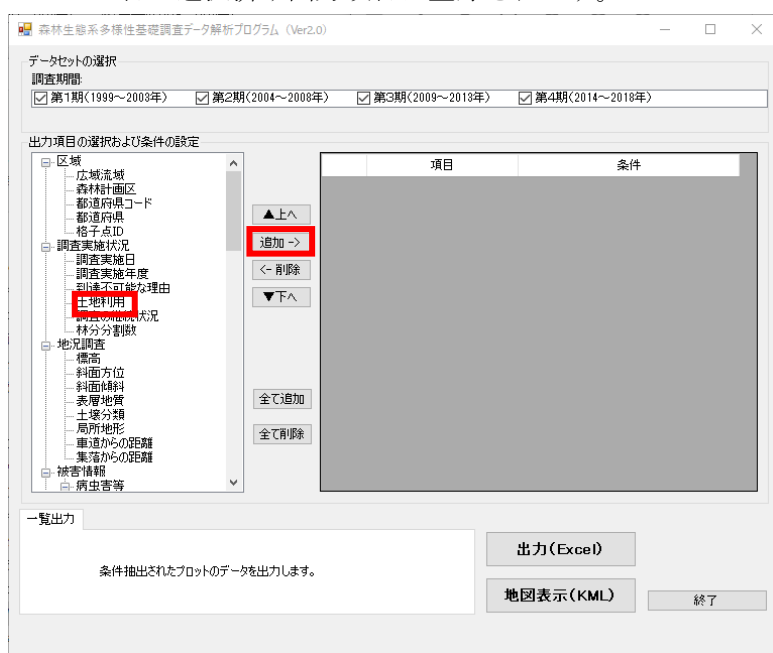 森林生態系多様性基礎調査データ解析プログラム (Ver2.0)
データセットの選択
調査期間:
第1期(1999～2003年) 第2期(2004～2008年) 第3期(2009～2013年) 第4期(2014～2018年)
出力項目の選択および条件の設定
区域
広域流域
森林計画区
都道府県コード
都道府県
格子点ID
調査実施状況
調査実施日
調査実施年度
到達不可能な理由
土地利用
調査の継続状況
林分分割数
地況調査
標高
斜面方位
斜面傾斜
表層地質
土壌分類
局所地形
車道からの距離
集落からの距離
被害情報
病虫害等
▲上へ
追加 ->
<- 削除
▼下へ
全て追加
全て削除
項目 条件
一覧出力
条件抽出されたプロットのデータを出力します。
出力(Excel)
地図表示(KML)
終了